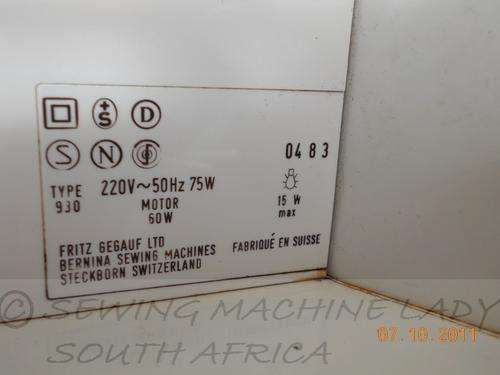 +
S D
S N
0483
TYPE 220V~50Hz 75W
930 MOTOR 15 W
60W max
FRITZ GEGAUF LTD FABRIQUÉ EN SUISSE
BERNINA SEWING MACHINES
STECKBORN SWITZERLAND
© SEWING MACHINE LADY
07.10.2011
SOUTH AFRICA